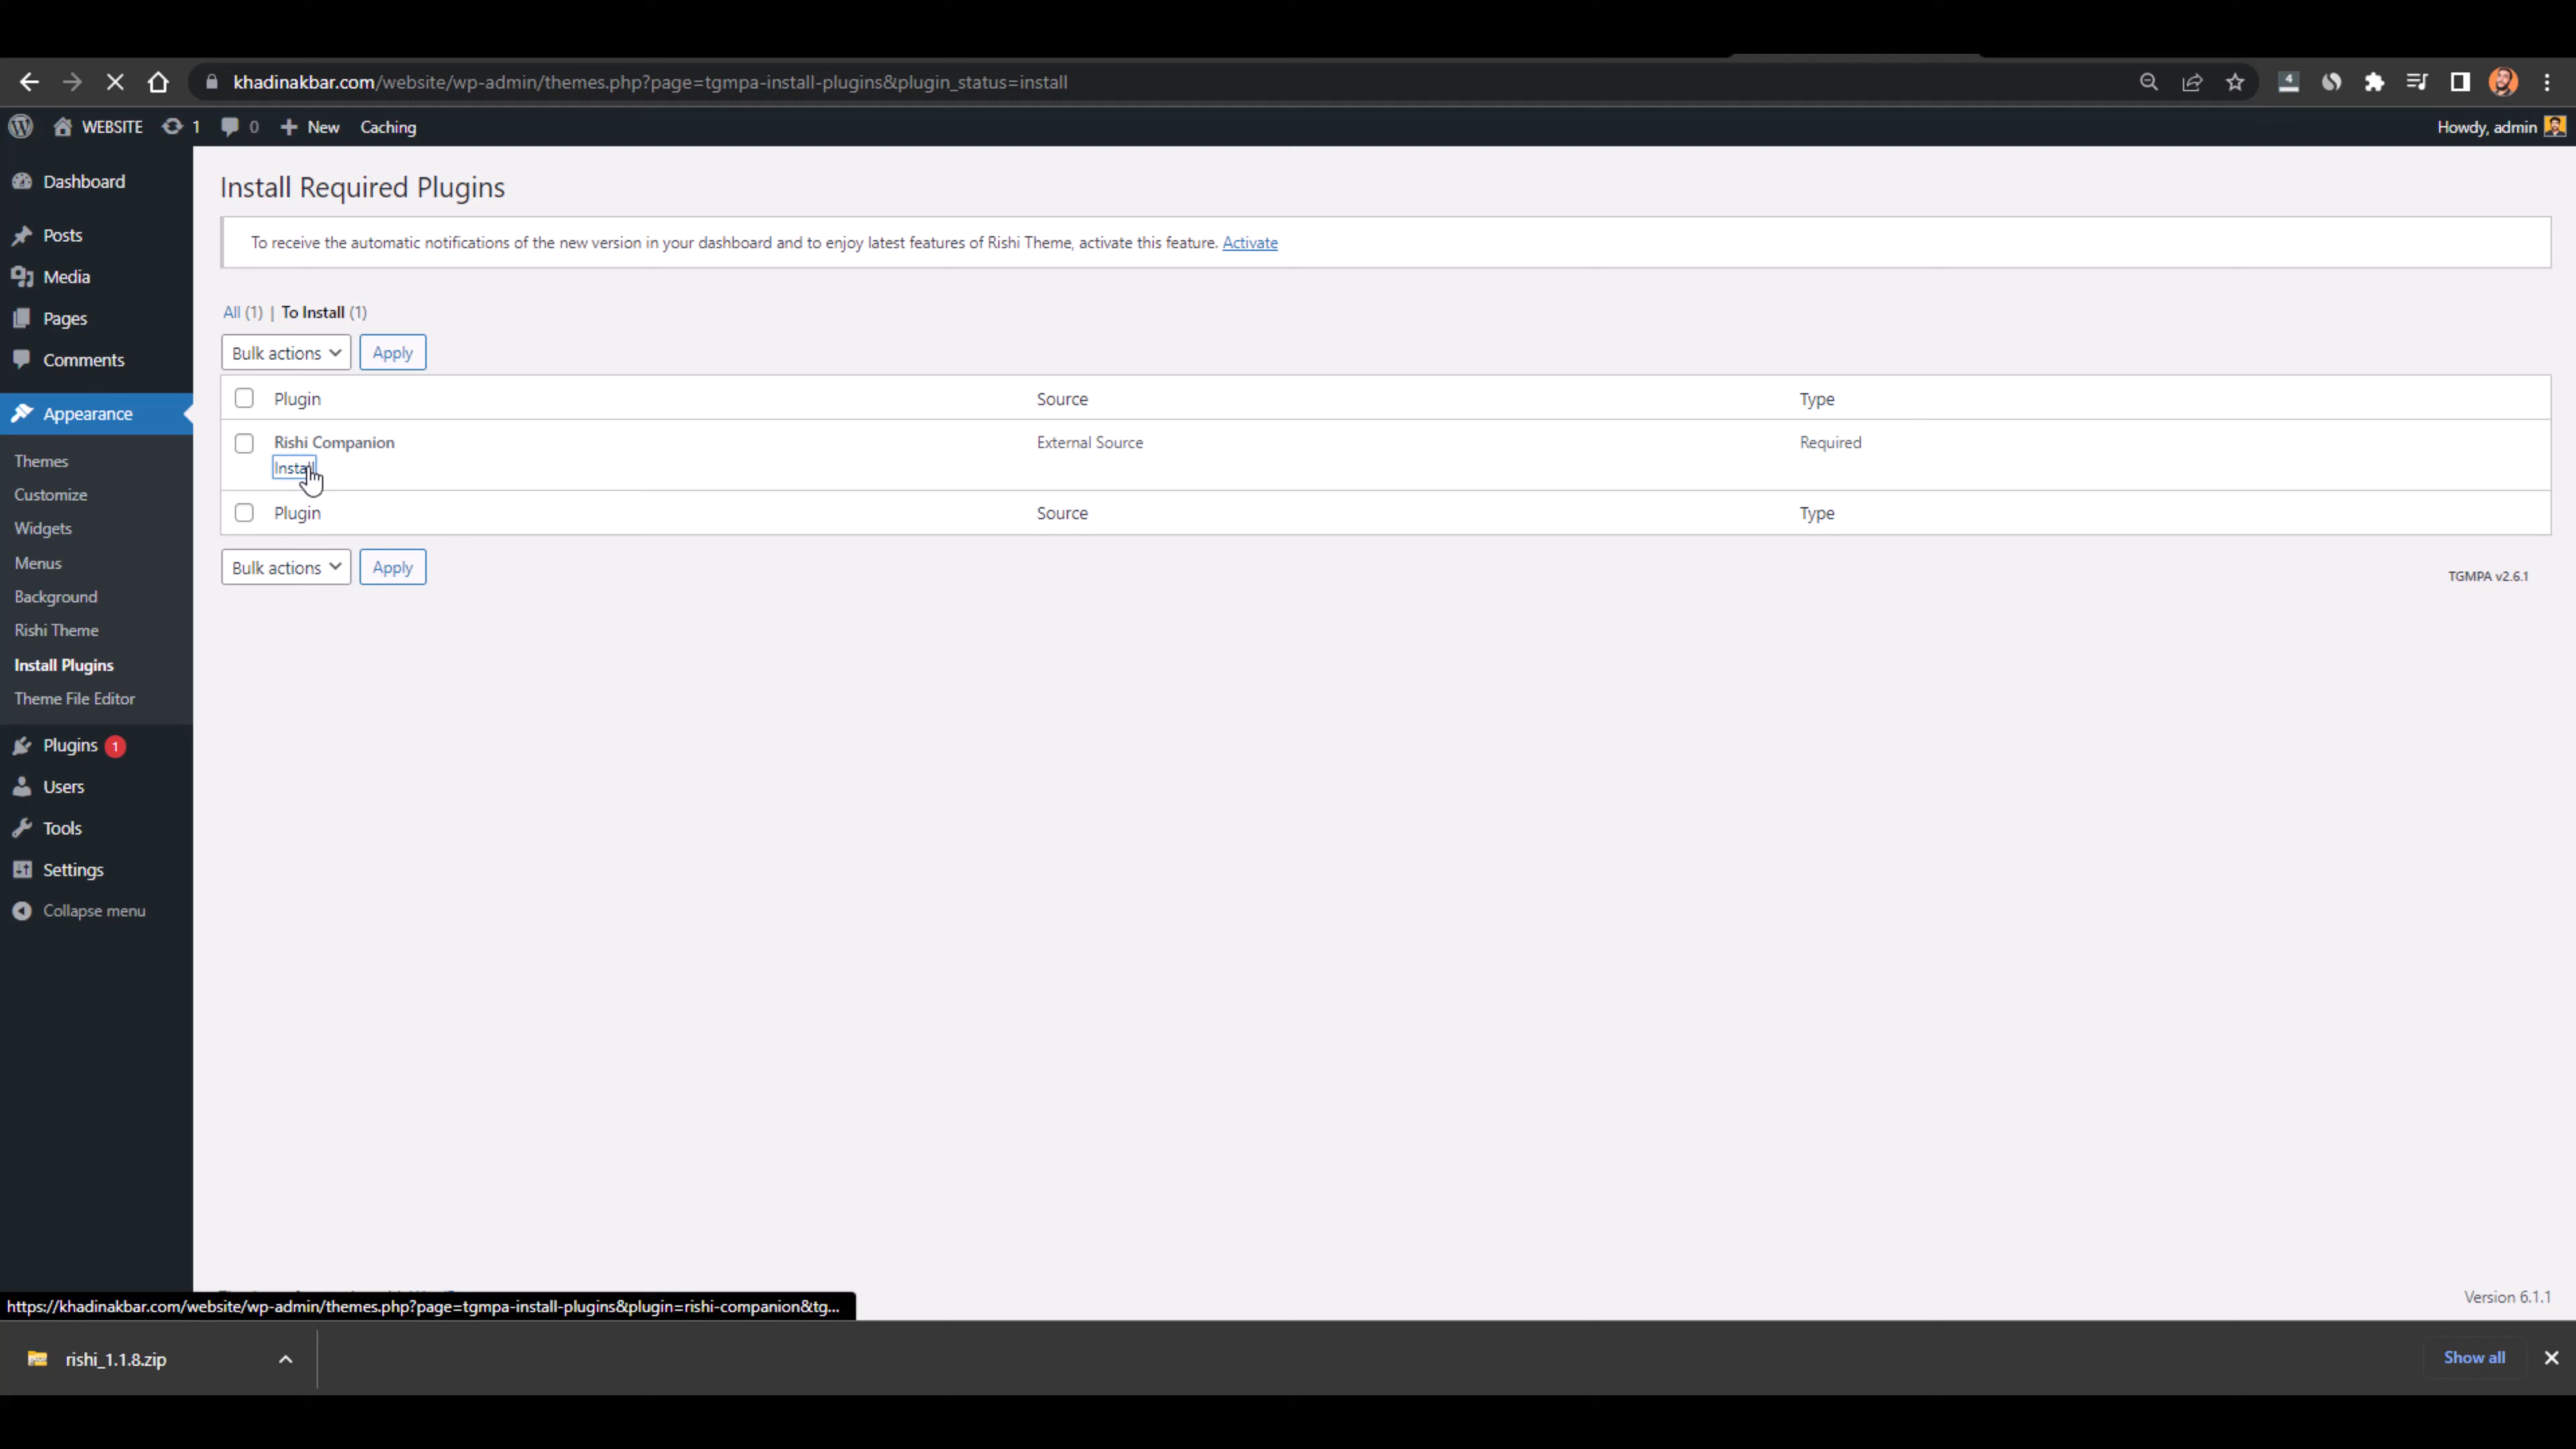 khadinakbar.com/website/wp-admin/themes.php?page=tgmpa-install-plugins&plugin_status=install
4
WEBSITE 1 0 New Caching
Howdy, admin
Dashboard
Posts
Media
Pages
Comments
Appearance
Themes
Customize
Widgets
Menus
Background
Rishi Theme
Install Plugins
Theme File Editor
Plugins 1
Users
Tools
Settings
Collapse menu
Install Required Plugins
To receive the automatic notifications of the new version in your dashboard and to enjoy latest features of Rishi Theme, activate this feature. Activate
All (1) | To Install (1)
Bulk actions Apply
Plugin Source Type
Rishi Companion External Source Required
Install
Plugin Source Type
Bulk actions Apply
TGMPA v2.6.1
Version 6.1.1
https://khadinakbar.com/website/wp-admin/themes.php?page=tgmpa-install-plugins&plugin=rishi-companion&tg...
rishi_1.1.8.zip
Show all